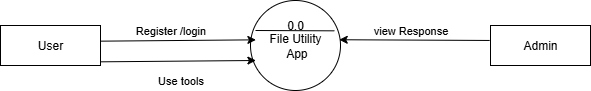 Register /login
0.0
view Response
User
File Utility
App
Admin
Use tools